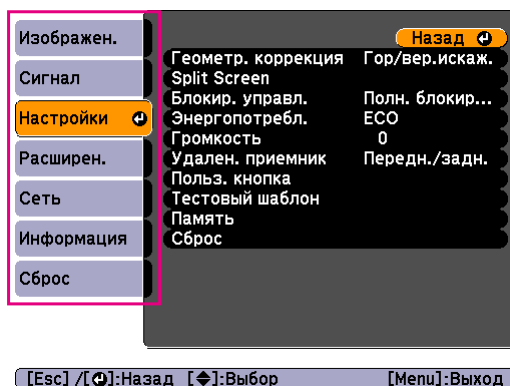 Изображен.
Сигнал
Настройки
Расширен.
Сеть
Информация
Сброс
Назад
Геометр. коррекция Гор/вер.искаж.
Split Screen
Блокир. управл. Полн. блокир...
Энергопотребл. ECO
Громкость 0
Удален. приемник Передн./задн.
Польз. кнопка
Тестовый шаблон
Память
Сброс
[Esc] /[⏎]:Назад [◆]:Выбор [Menu]:Выход